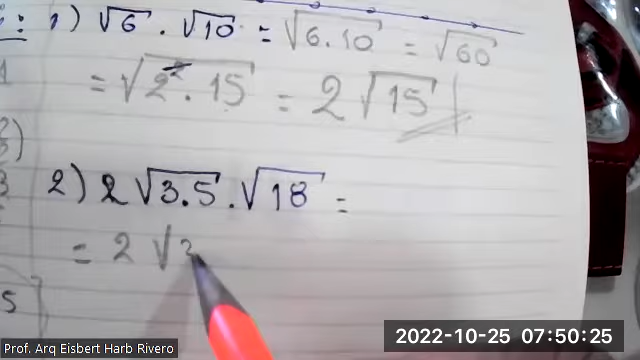 1) √6 . √10 = √6.10 = √60
= √2² . 15 = 2 √15
2) 2 √3.5 . √18 =
= 2 √3
Prof. Arq Eisbert Harb Rivero
2022-10-25 07:50:25